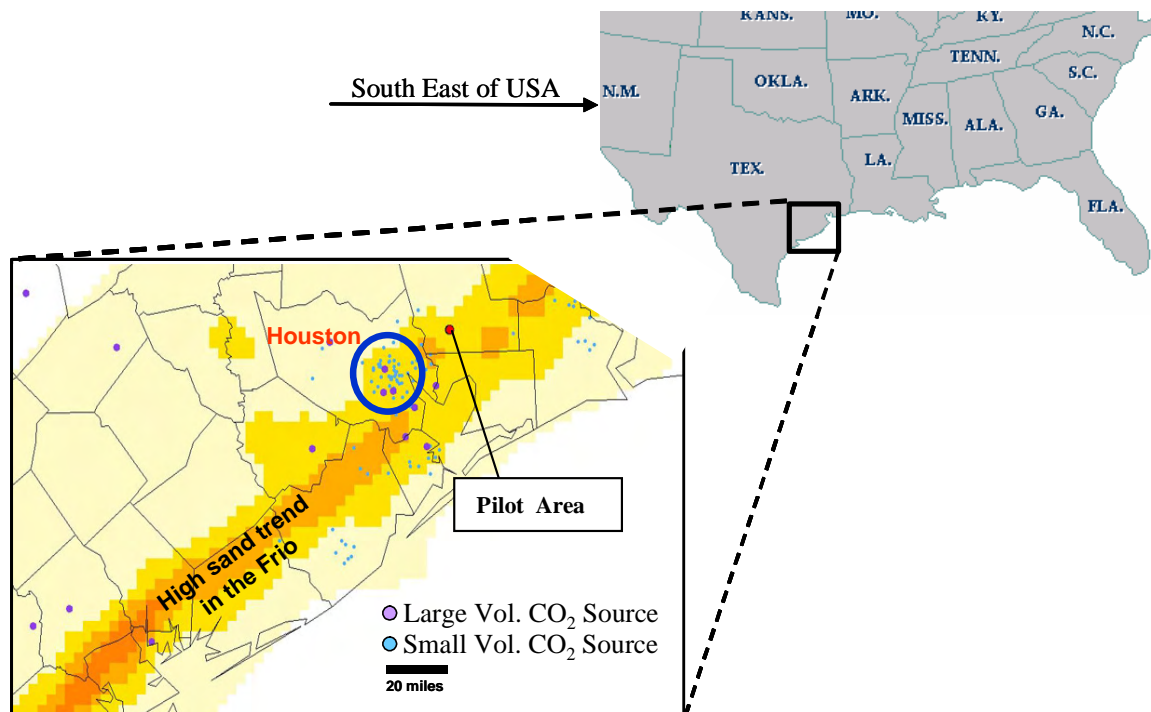 KANS.
MO.
KY.
N.C.
TENN.
South East of USA
N.M.
OKLA.
ARK.
S.C.
MISS.
ALA.
GA.
TEX.
LA.
FLA.
Houston
Pilot Area
High sand trend
in the Frio
Large Vol. CO₂ Source
Small Vol. CO₂ Source
20 miles